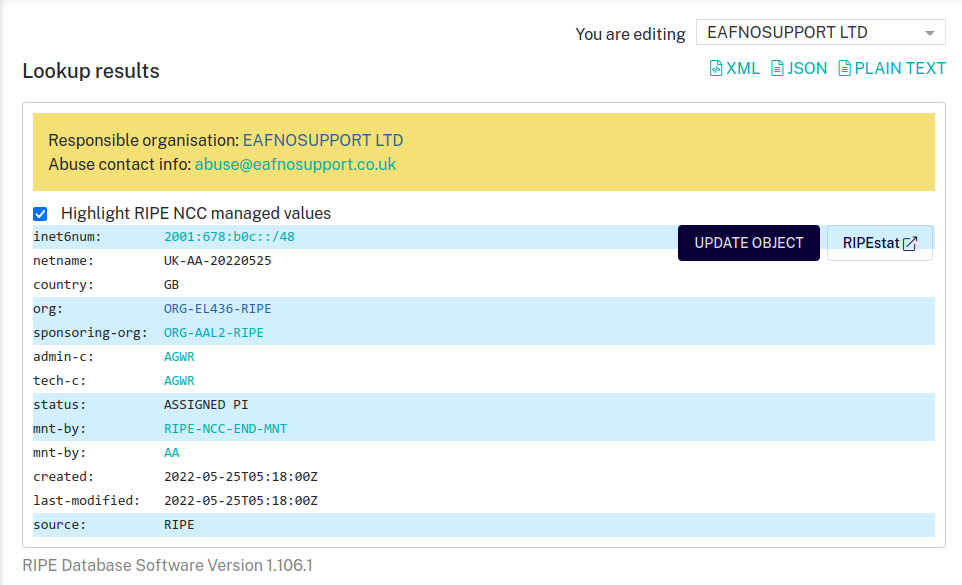 You are editing EAFNOSUPPORT LTD
Lookup results
XML JSON PLAIN TEXT
Responsible organisation: EAFNOSUPPORT LTD
Abuse contact info: abuse@eafnosupport.co.uk
Highlight RIPE NCC managed values
inet6num: 2001:678:b0c::/48
UPDATE OBJECT RIPEstat
netname: UK-AA-20220525
country: GB
org: ORG-EL436-RIPE
sponsoring-org: ORG-AAL2-RIPE
admin-c: AGWR
tech-c: AGWR
status: ASSIGNED PI
mnt-by: RIPE-NCC-END-MNT
mnt-by: AA
created: 2022-05-25T05:18:00Z
last-modified: 2022-05-25T05:18:00Z
source: RIPE
RIPE Database Software Version 1.106.1